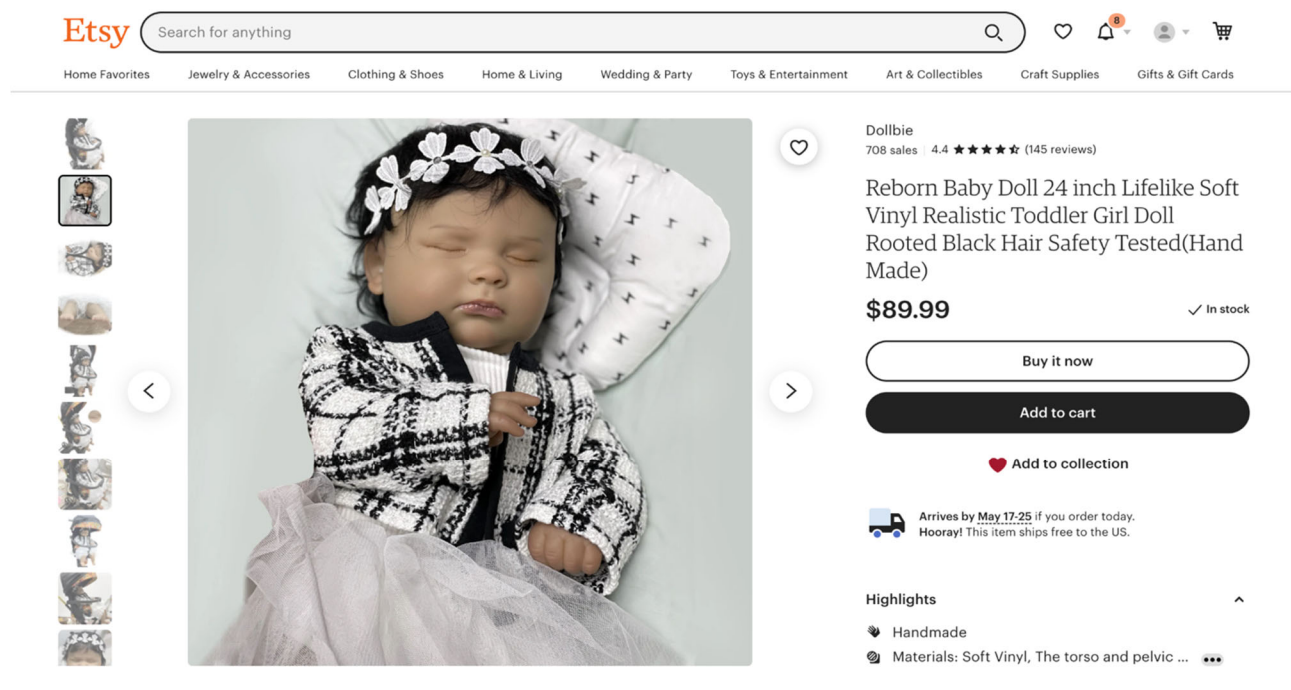 Etsy
Search for anything
8
Home Favorites
Jewelry & Accessories
Clothing & Shoes
Home & Living
Wedding & Party
Toys & Entertainment
Art & Collectibles
Craft Supplies
Gifts & Gift Cards
Dollbie
708 sales | 4.4 ★★★★⯪ (145 reviews)
Reborn Baby Doll 24 inch Lifelike Soft
Vinyl Realistic Toddler Girl Doll
Rooted Black Hair Safety Tested(Hand
Made)
$89.99
In stock
Buy it now
Add to cart
Add to collection
Arrives by May 17-25 if you order today.
Hooray! This item ships free to the US.
Highlights
Handmade
Materials: Soft Vinyl, The torso and pelvic ...